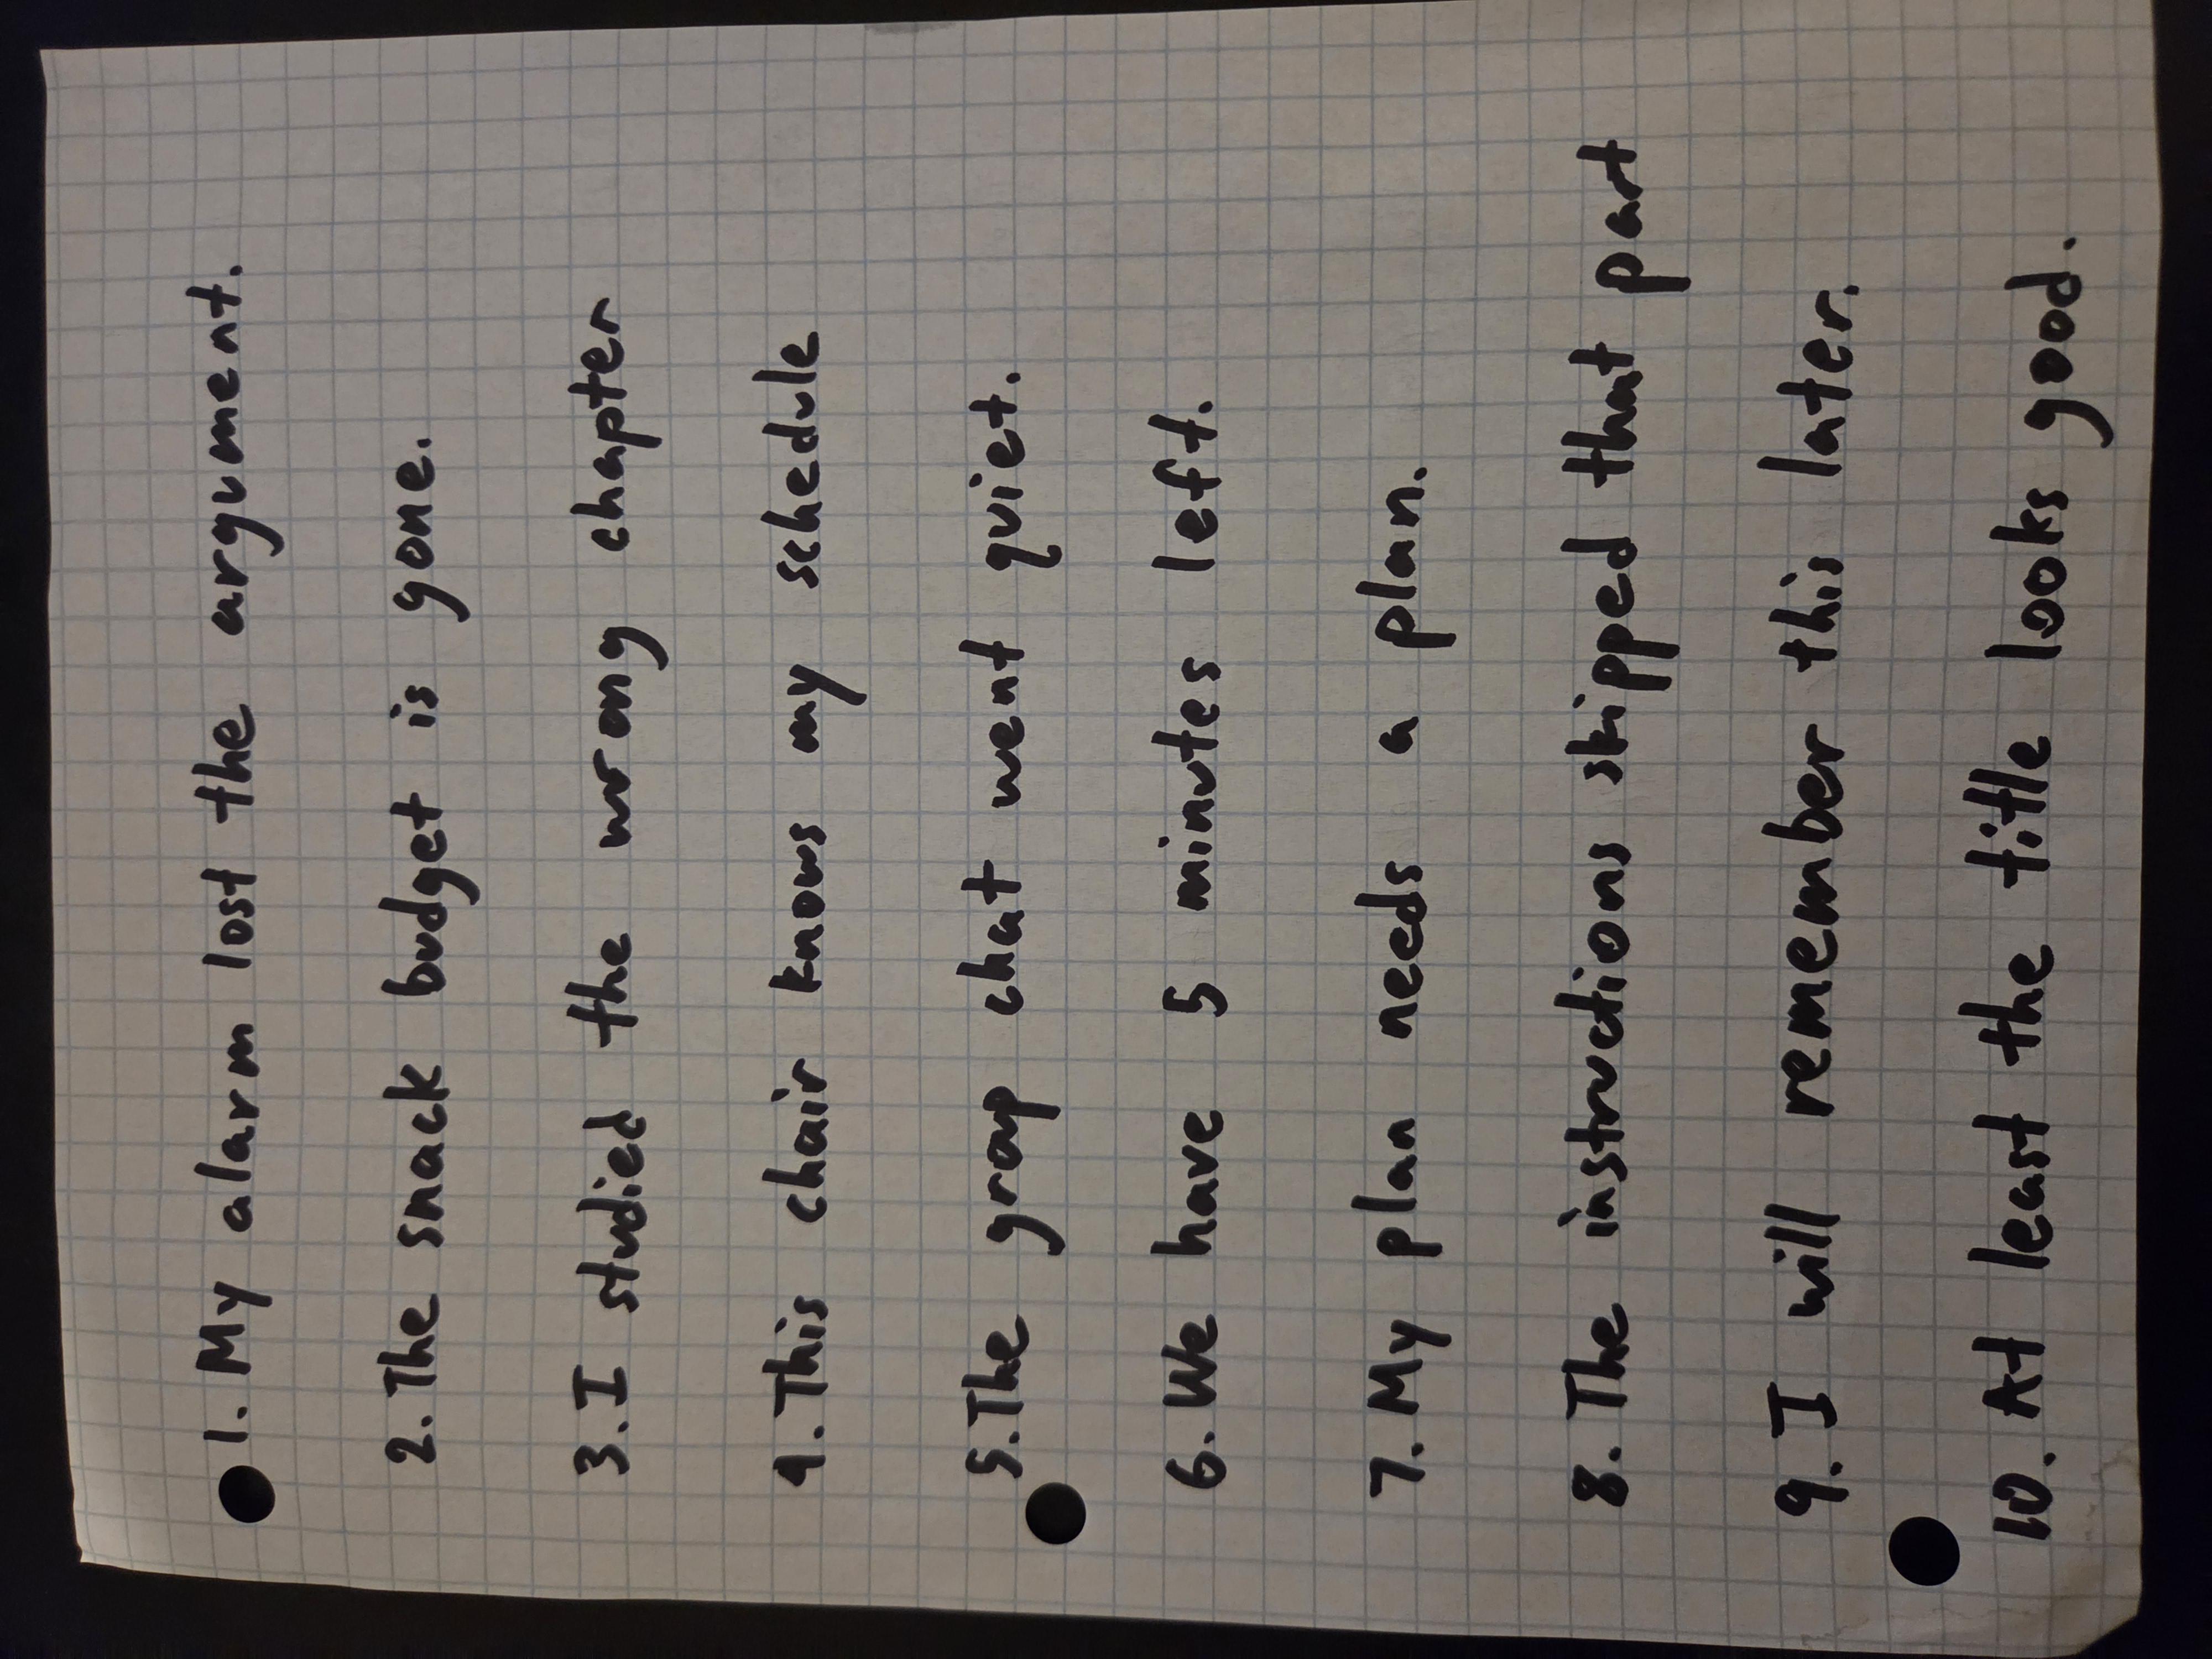 1. My alarm lost the argument.
2. The snack budget is gone.
3. I studied the wrong chapter
4. This chair knows my schedule
5. The group chat went quiet.
6. We have 5 minutes left.
7. My plan needs a plan.
8. The instructions skipped that part
9. I will remember this later.
10. At least the title looks good.